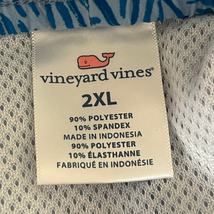 vineyard vines
2XL
90% POLYESTER
10% SPANDEX
MADE IN INDONESIA
90% POLYESTER
10% ÉLASTHANNE
FABRIQUÉ EN INDONÉSIE